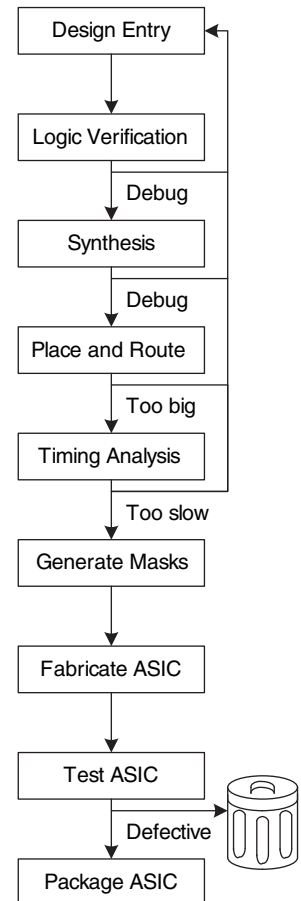 Design Entry
Logic Verification
Debug
Synthesis
Debug
Place and Route
Too big
Timing Analysis
Too slow
Generate Masks
Fabricate ASIC
Test ASIC
Defective
Package ASIC